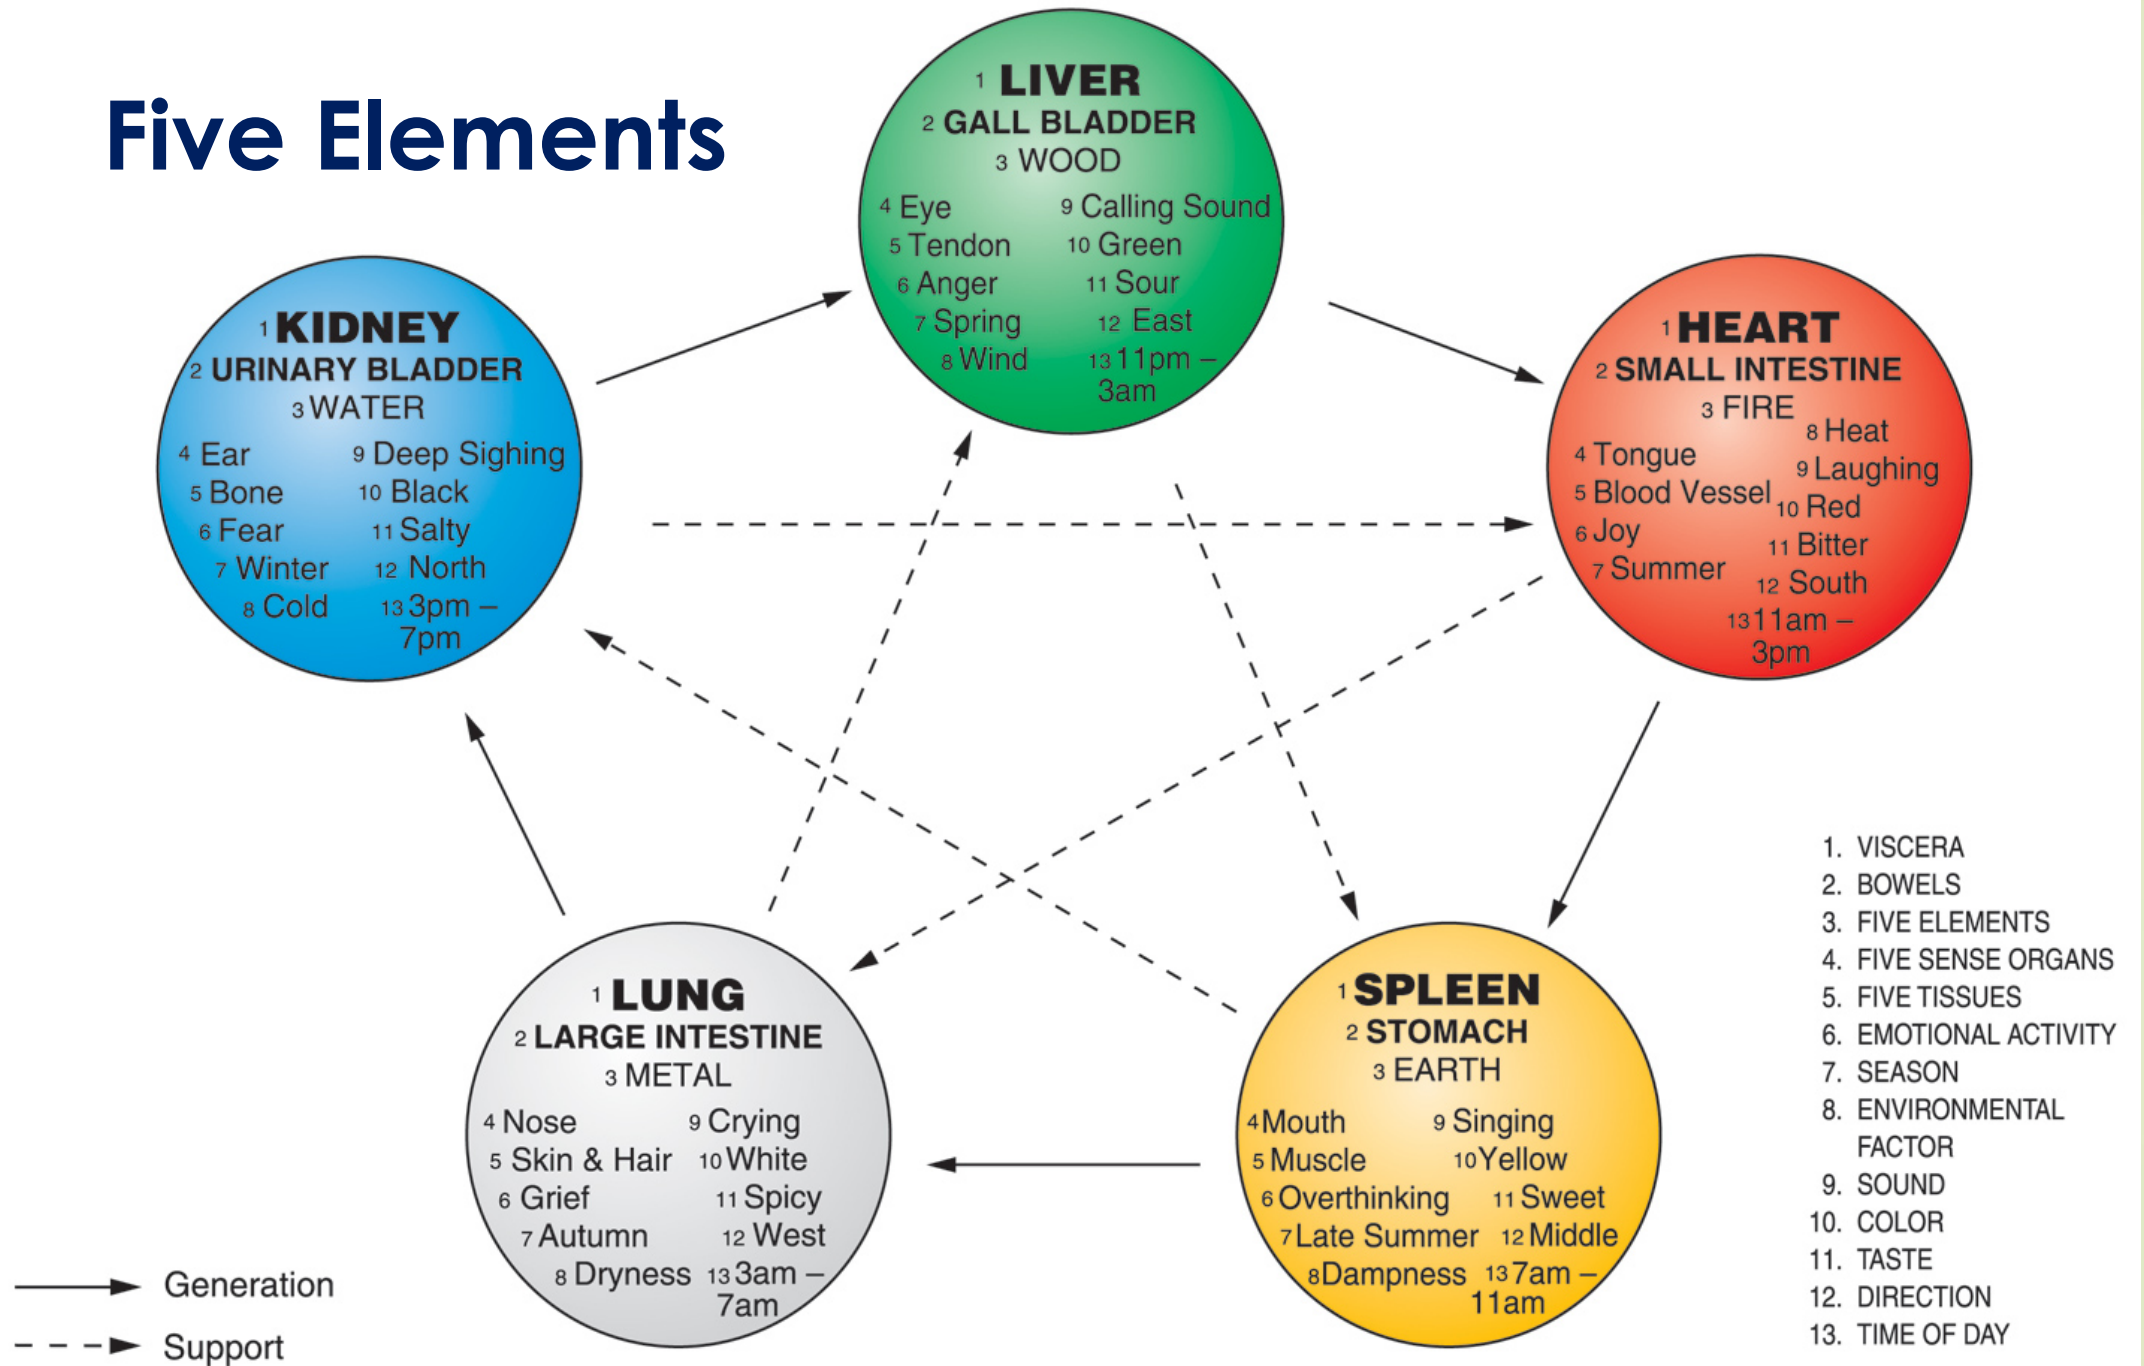 Five Elements
1 LIVER
2 GALL BLADDER
3 WOOD
4 Eye
5 Tendon
6 Anger
7 Spring
8 Wind
9 Calling Sound
10 Green
11 Sour
12 East
13 11pm –
3am
1 KIDNEY
2 URINARY BLADDER
3 WATER
4 Ear
5 Bone
6 Fear
7 Winter
8 Cold
9 Deep Sighing
10 Black
11 Salty
12 North
13 3pm –
7pm
1 HEART
2 SMALL INTESTINE
3 FIRE
4 Tongue
5 Blood Vessel
6 Joy
7 Summer
8 Heat
9 Laughing
10 Red
11 Bitter
12 South
13 11am –
3pm
1 LUNG
2 LARGE INTESTINE
3 METAL
4 Nose
5 Skin & Hair
6 Grief
7 Autumn
8 Dryness
9 Crying
10 White
11 Spicy
12 West
13 3am –
7am
1 SPLEEN
2 STOMACH
3 EARTH
4 Mouth
5 Muscle
6 Overthinking
7 Late Summer
8 Dampness
9 Singing
10 Yellow
11 Sweet
12 Middle
13 7am –
11am
1. VISCERA
2. BOWELS
3. FIVE ELEMENTS
4. FIVE SENSE ORGANS
5. FIVE TISSUES
6. EMOTIONAL ACTIVITY
7. SEASON
8. ENVIRONMENTAL
FACTOR
9. SOUND
10. COLOR
11. TASTE
12. DIRECTION
13. TIME OF DAY
Generation
Support